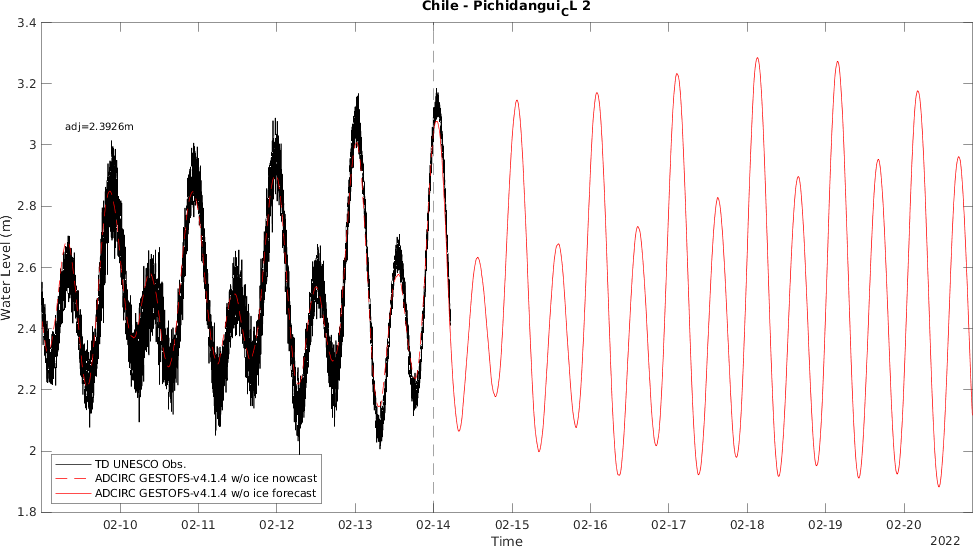 Chile - Pichidangui_CL 2
3.4
3.2
3
2.8
2.6
2.4
2.2
2
1.8
Water Level (m)
adj=2.3926m
TD UNESCO Obs.
ADCIRC GESTOFS-v4.1.4 w/o ice nowcast
ADCIRC GESTOFS-v4.1.4 w/o ice forecast
02-10 02-11 02-12 02-13 02-14 02-15 02-16 02-17 02-18 02-19 02-20
Time
2022